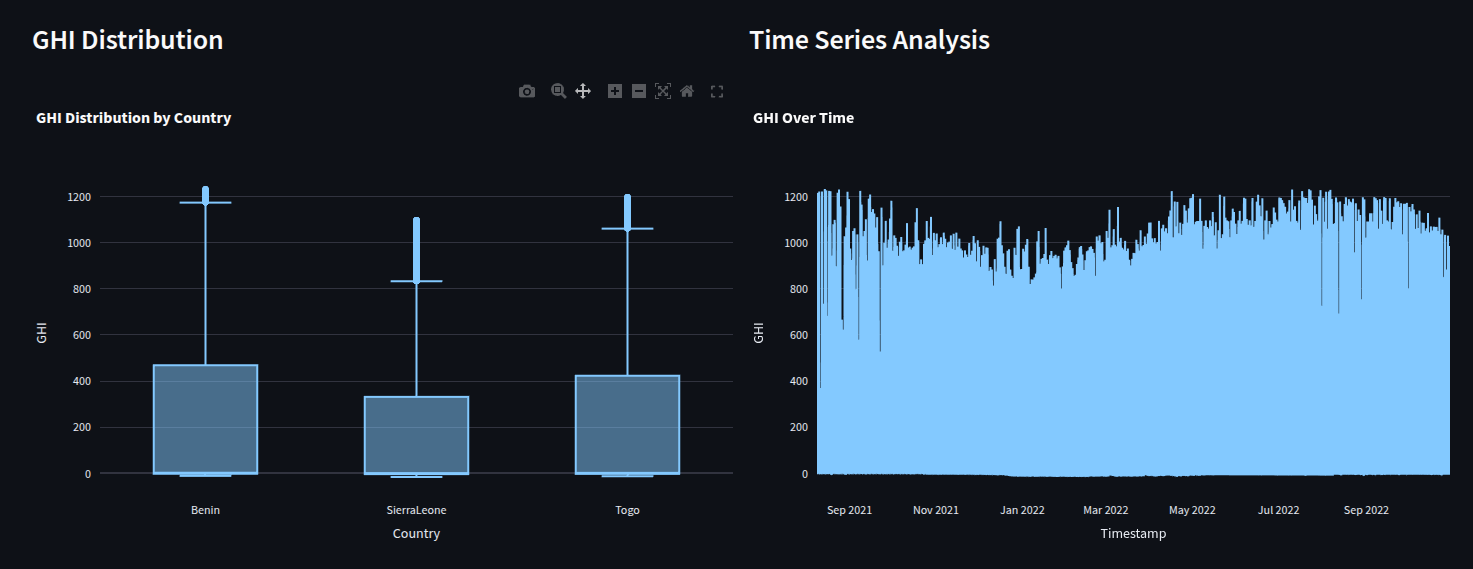 GHI Distribution
GHI Distribution by Country
GHI
1200
1000
800
600
400
200
0
Benin
SierraLeone
Togo
Country
Time Series Analysis
GHI Over Time
GHI
1200
1000
800
600
400
200
0
Sep 2021
Nov 2021
Jan 2022
Mar 2022
May 2022
Jul 2022
Sep 2022
Timestamp